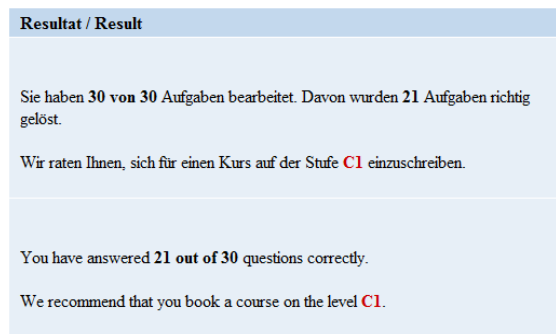 Resultat / Result
Sie haben 30 von 30 Aufgaben bearbeitet. Davon wurden 21 Aufgaben richtig
gelöst.
Wir raten Ihnen, sich für einen Kurs auf der Stufe C1 einzuschreiben.
You have answered 21 out of 30 questions correctly.
We recommend that you book a course on the level C1.